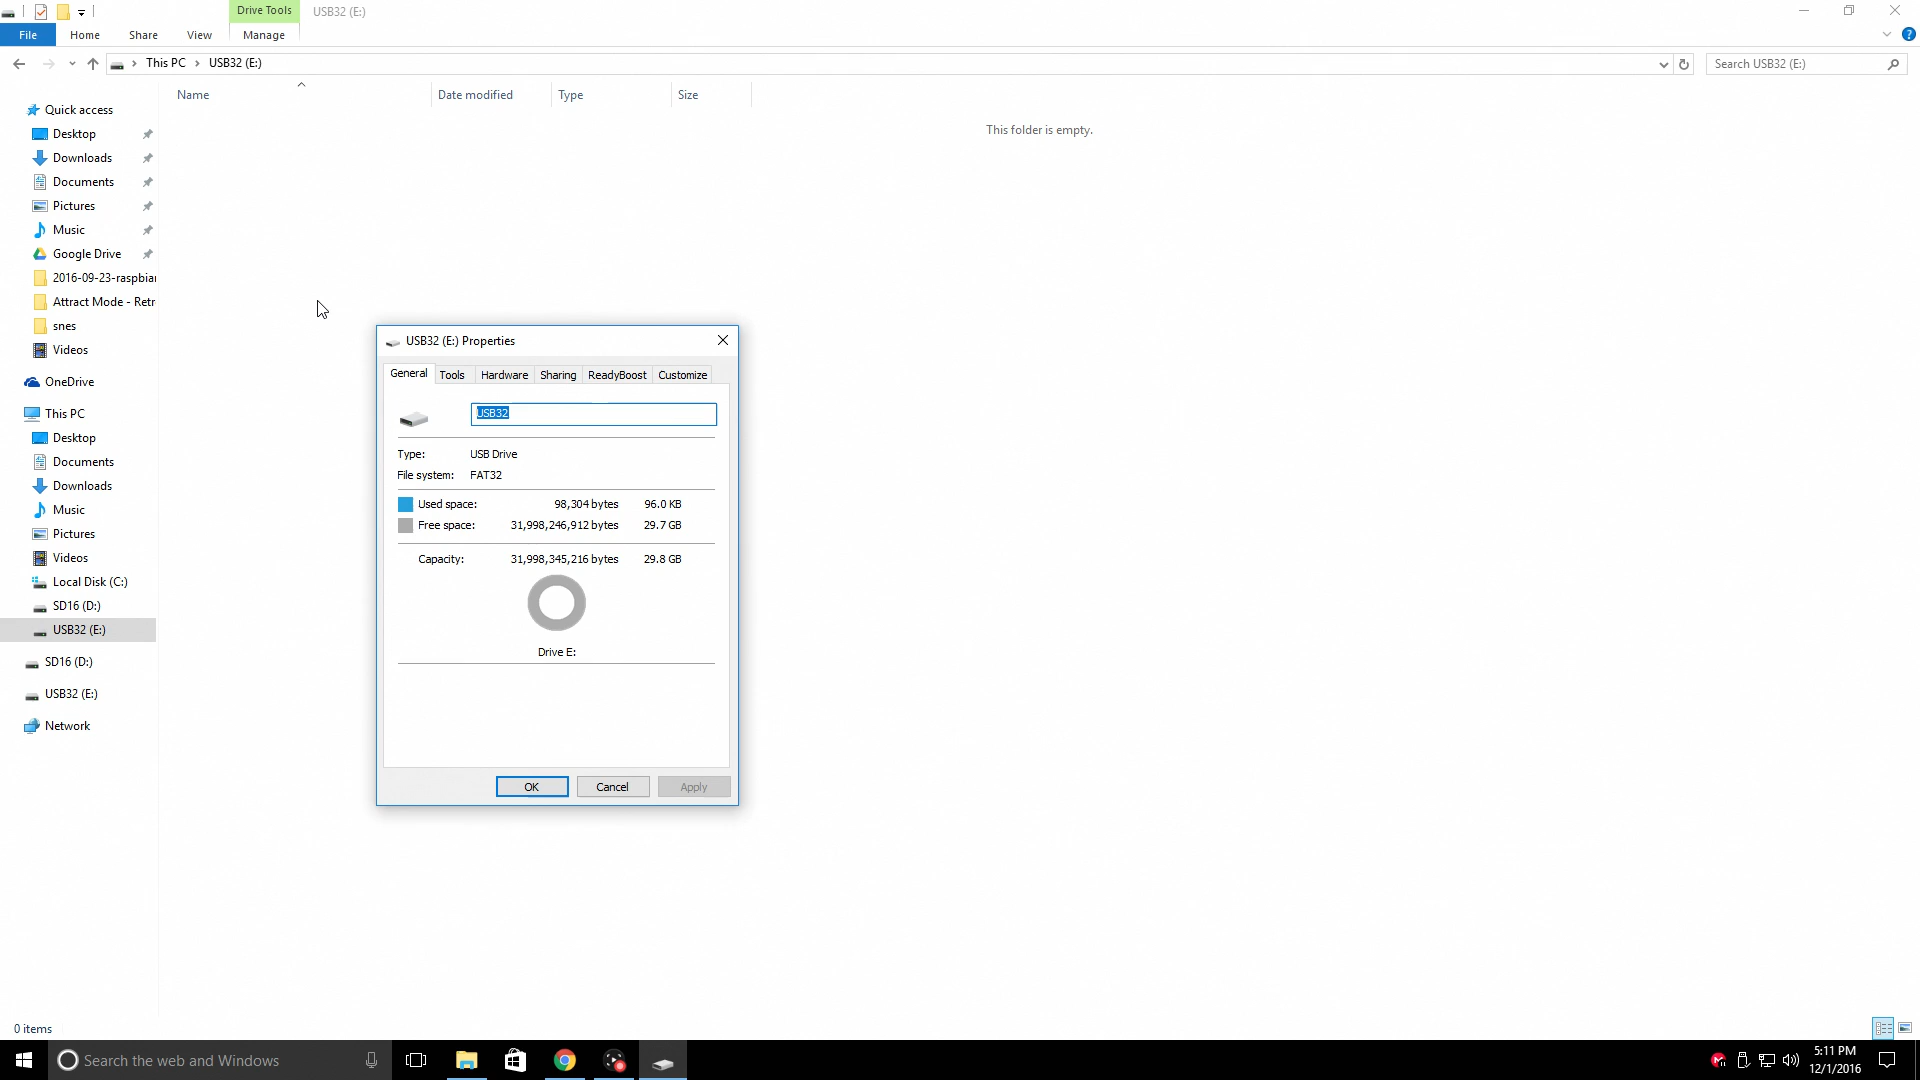 Drive Tools
USB32 (E:)
File
Home
Share
View
Manage
This PC
USB32 (E:)
Search USB32 (E:)
Name
Date modified
Type
Size
This folder is empty.
Quick access
Desktop
Downloads
Documents
Pictures
Music
Google Drive
2016-09-23-raspbian
Attract Mode - Retr
snes
Videos
OneDrive
This PC
Desktop
Documents
Downloads
Music
Pictures
Videos
Local Disk (C:)
SD16 (D:)
USB32 (E:)
SD16 (D:)
USB32 (E:)
Network
USB32 (E:) Properties
General
Tools
Hardware
Sharing
ReadyBoost
Customize
USB32
Type: USB Drive
File system: FAT32
Used space: 98,304 bytes 96.0 KB
Free space: 31,998,246,912 bytes 29.7 GB
Capacity: 31,998,345,216 bytes 29.8 GB
Drive E:
OK
Cancel
Apply
0 items
Search the web and Windows
5:11 PM
12/1/2016